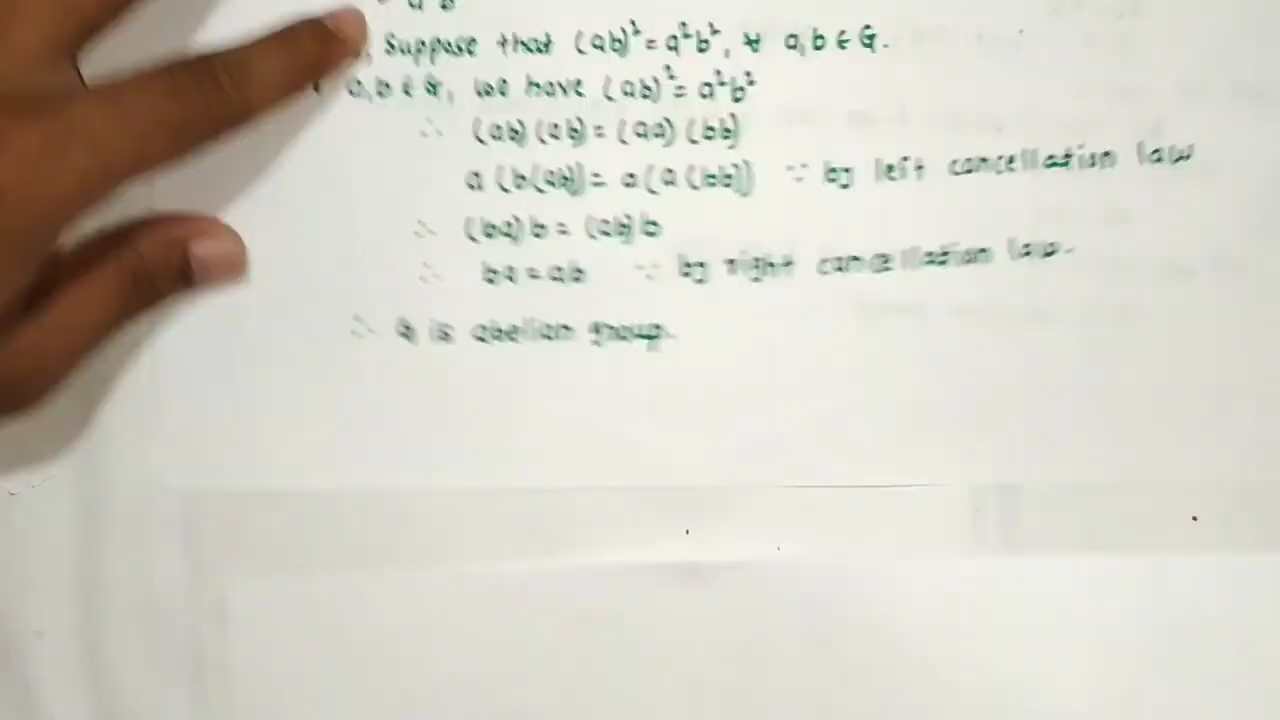 Suppose that (ab)² = a²b², ∀ a,b ∈ G.
a,b ∈ G, we have (ab)² = a²b²
∴ (ab)(ab) = (aa)(bb)
a(b(ab)) = a(a(bb)) ∵ by left cancellation law
∴ (ba)b = (ab)b
∴ ba = ab ∵ by right cancellation law.
∴ G is abelian group.